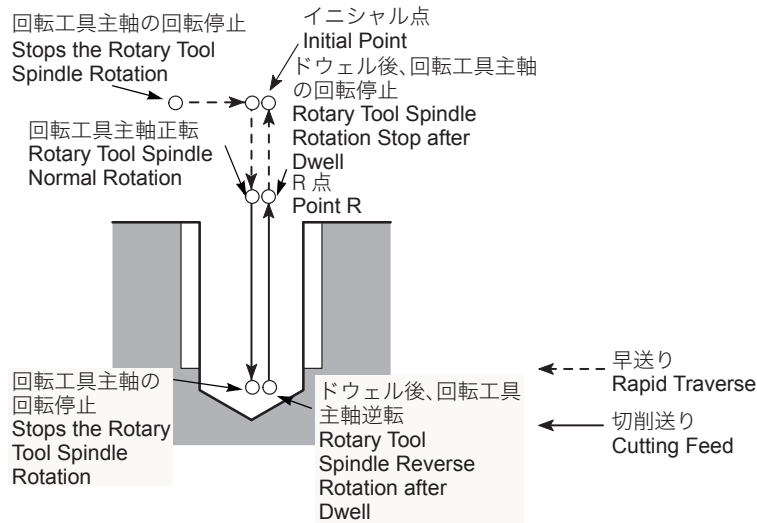 回転工具主軸の回転停止
Stops the Rotary Tool
Spindle Rotation
イニシャル点
Initial Point
ドウェル後、回転工具主軸
の回転停止
Rotary Tool Spindle
Rotation Stop after
Dwell
回転工具主軸正転
Rotary Tool Spindle
Normal Rotation
R 点
Point R
回転工具主軸の
回転停止
Stops the Rotary
Tool Spindle
Rotation
ドウェル後、回転工具
主軸逆転
Rotary Tool
Spindle Reverse
Rotation after
Dwell
早送り
Rapid Traverse
切削送り
Cutting Feed